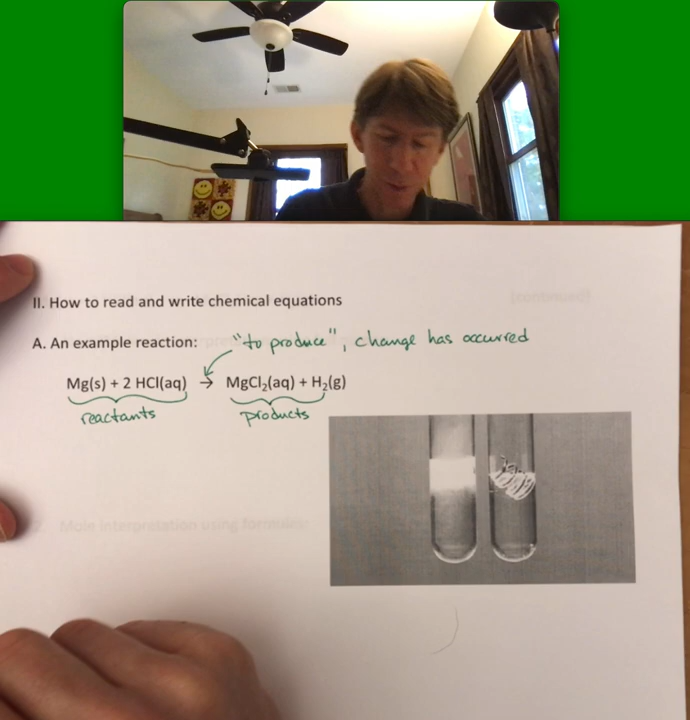 II. How to read and write chemical equations
A. An example reaction: "to produce", change has occurred
Mg(s) + 2 HCl(aq) → MgCl₂(aq) + H₂(g)
reactants products